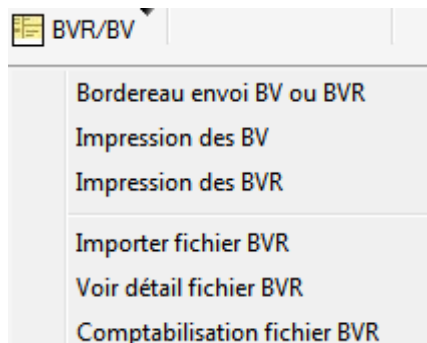 BVR/BV
Bordereau envoi BV ou BVR
Impression des BV
Impression des BVR
Importer fichier BVR
Voir détail fichier BVR
Comptabilisation fichier BVR